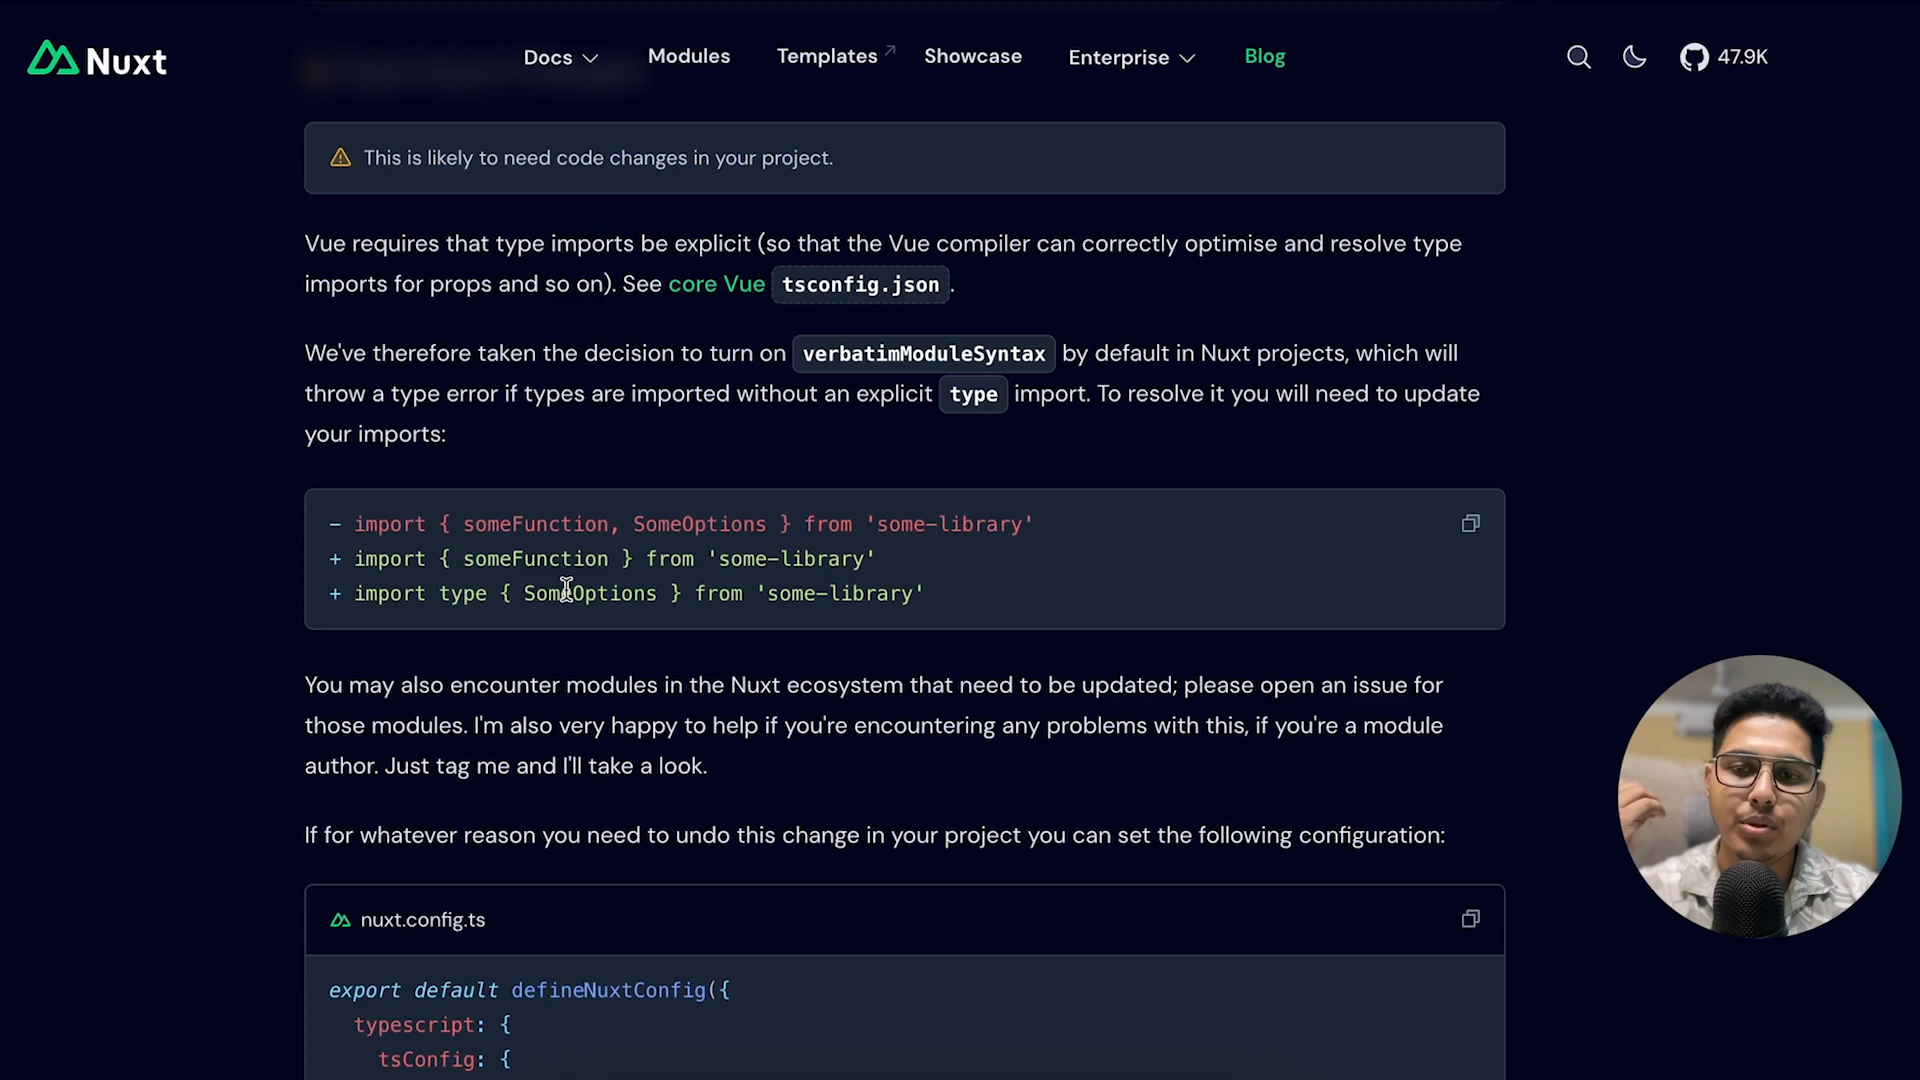 Nuxt
Docs
Modules
Templates
Showcase
Enterprise
Blog
47.9K
This is likely to need code changes in your project.
Vue requires that type imports be explicit (so that the Vue compiler can correctly optimise and resolve type
imports for props and so on). See core Vue tsconfig.json.
We've therefore taken the decision to turn on verbatimModuleSyntax by default in Nuxt projects, which will
throw a type error if types are imported without an explicit type import. To resolve it you will need to update
your imports:
- import { someFunction, SomeOptions } from 'some-library'
+ import { someFunction } from 'some-library'
+ import type { SomeOptions } from 'some-library'
You may also encounter modules in the Nuxt ecosystem that need to be updated; please open an issue for
those modules. I'm also very happy to help if you're encountering any problems with this, if you're a module
author. Just tag me and I'll take a look.
If for whatever reason you need to undo this change in your project you can set the following configuration:
nuxt.config.ts
export default defineNuxtConfig({
typescript: {
tsConfig: {